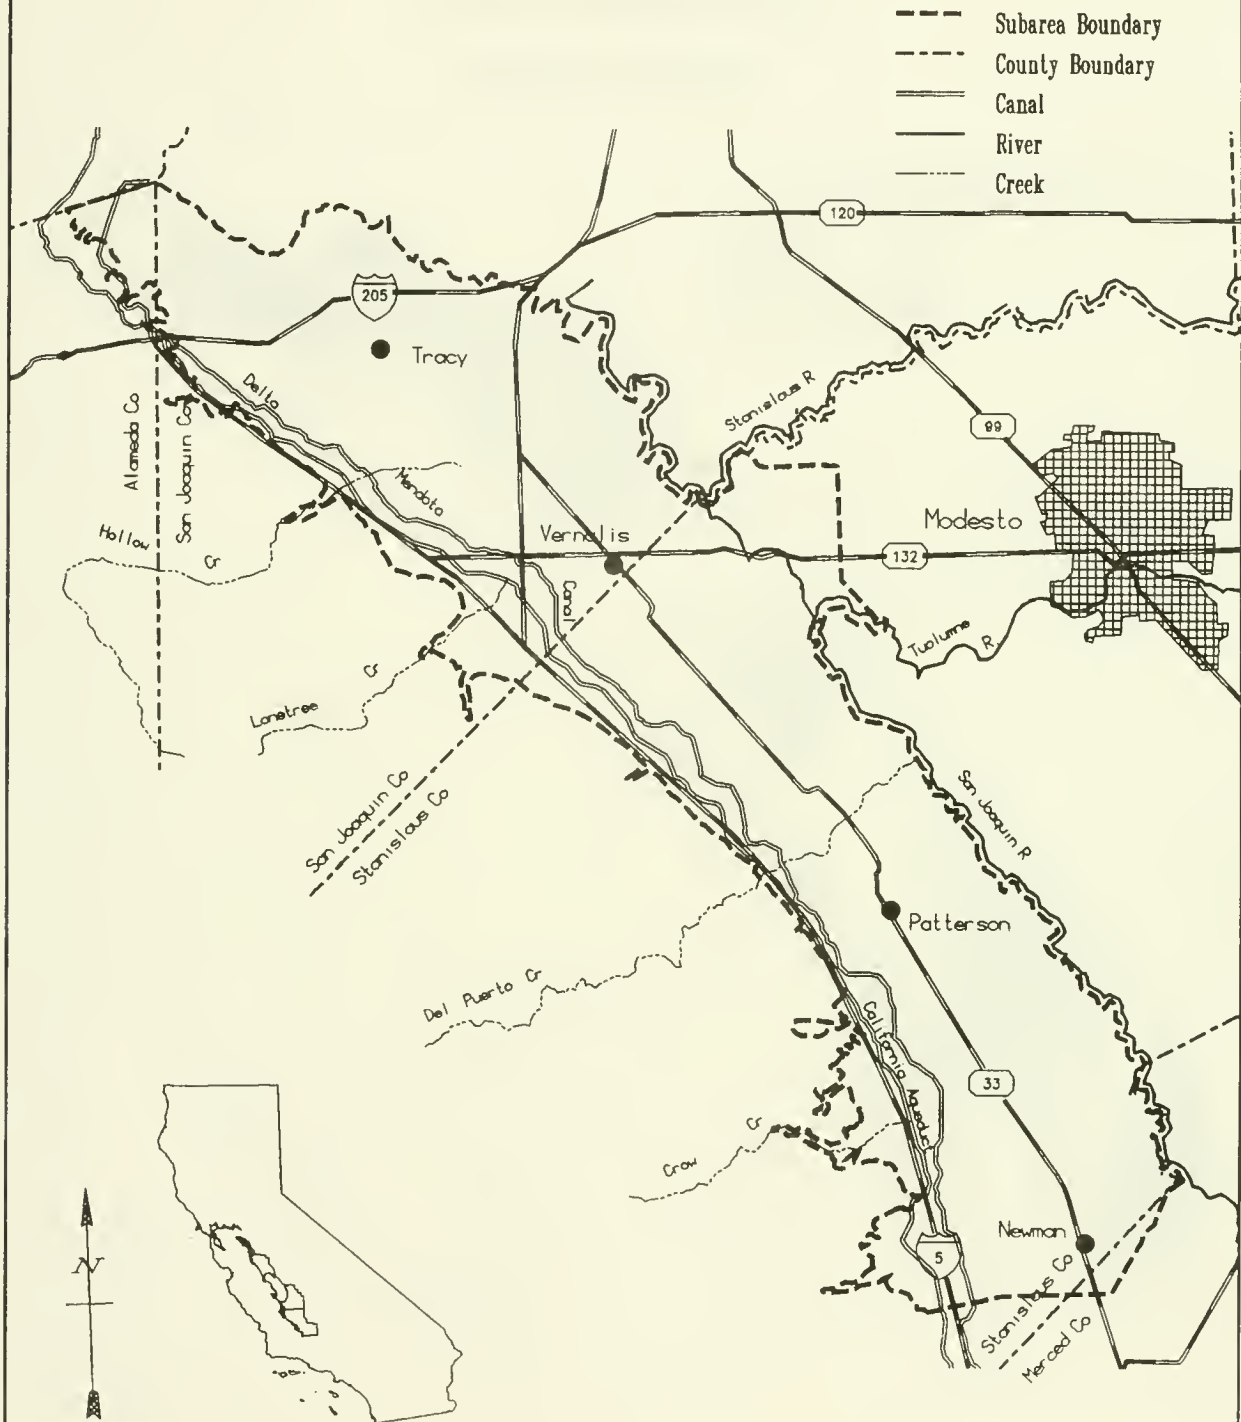 Subarea Boundary
County Boundary
Canal
River
Creek
120
205
Tracy
Delta
Stanislaus R
99
Alameda Co
San Joaquin Co
Mendota
Modesto
Hollow Cr
Vernalis
132
Canal
Tuolumne R.
Lonetree Cr
San Joaquin Co
Stanislaus Co
San Joaquin R
Patterson
Del Puerto Cr
California Aqueduct
33
Crow Cr
Newman
5
N
Stanislaus Co
Merced Co